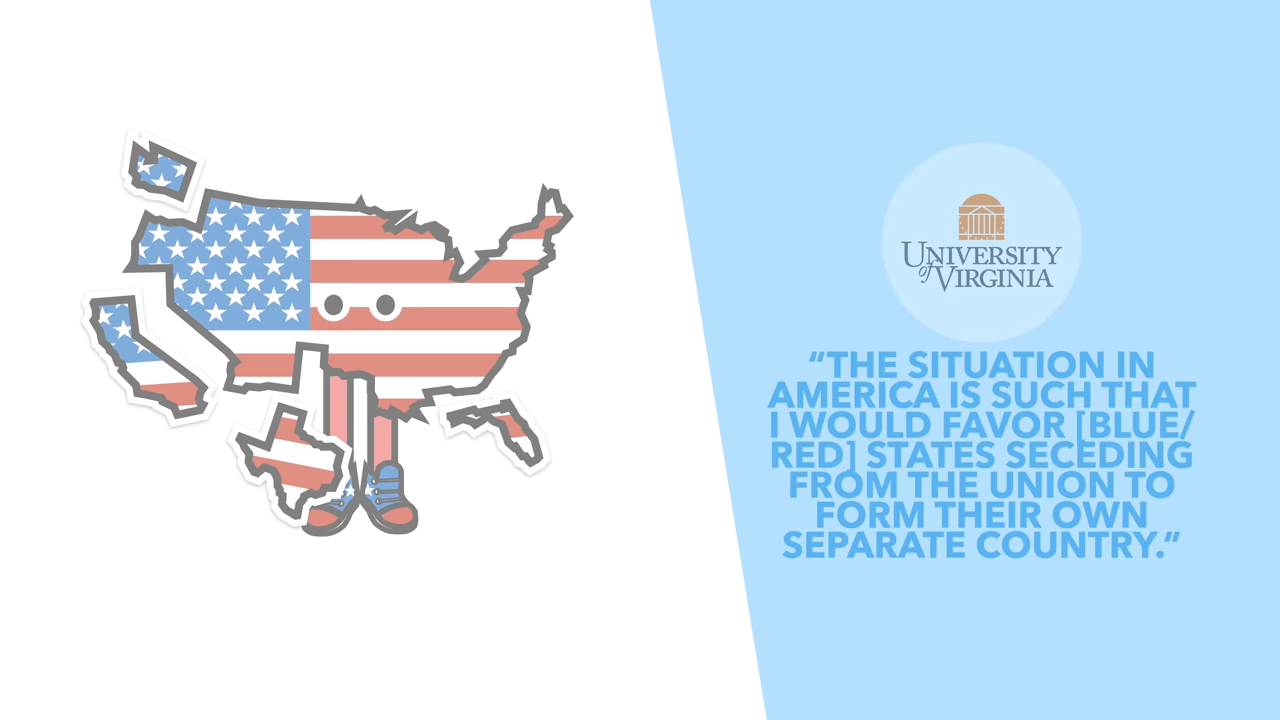 UNIVERSITY
of VIRGINIA
“THE SITUATION IN
AMERICA IS SUCH THAT
I WOULD FAVOR [BLUE/
RED] STATES SECEDING
FROM THE UNION TO
FORM THEIR OWN
SEPARATE COUNTRY.”